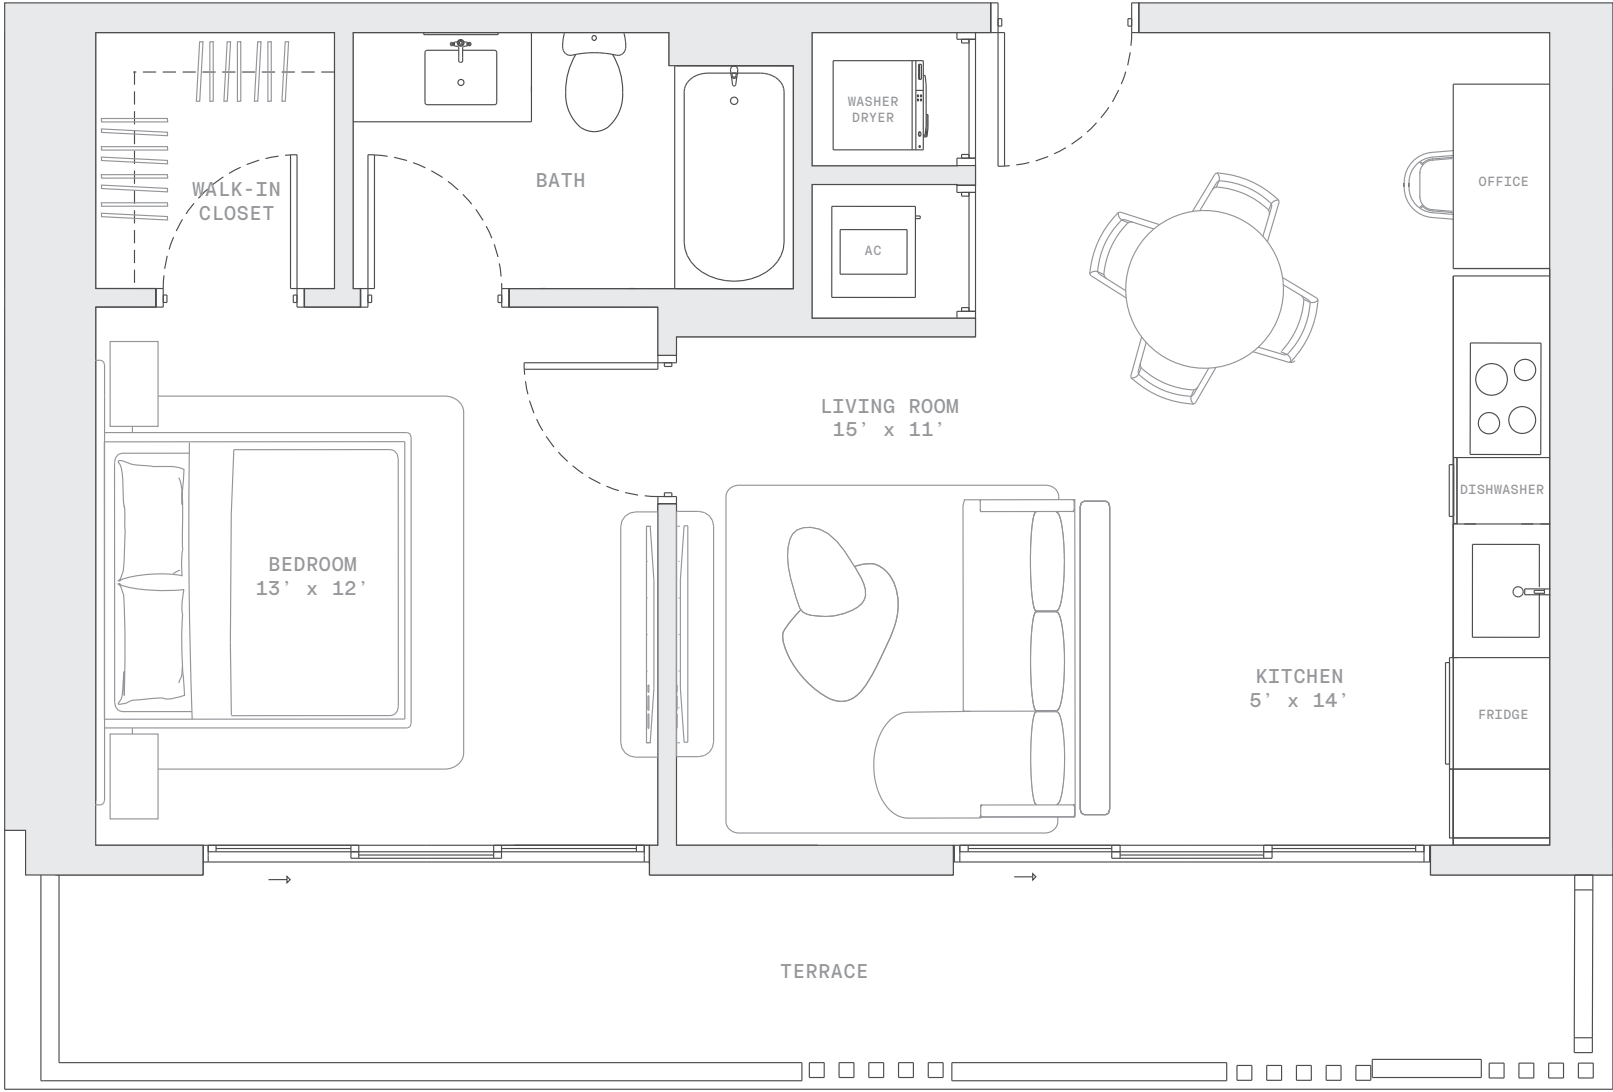 WASHER
DRYER
WALK-IN
CLOSET
BATH
OFFICE
AC
LIVING ROOM
15' x 11'
DISHWASHER
BEDROOM
13' x 12'
KITCHEN
5' x 14'
FRIDGE
TERRACE